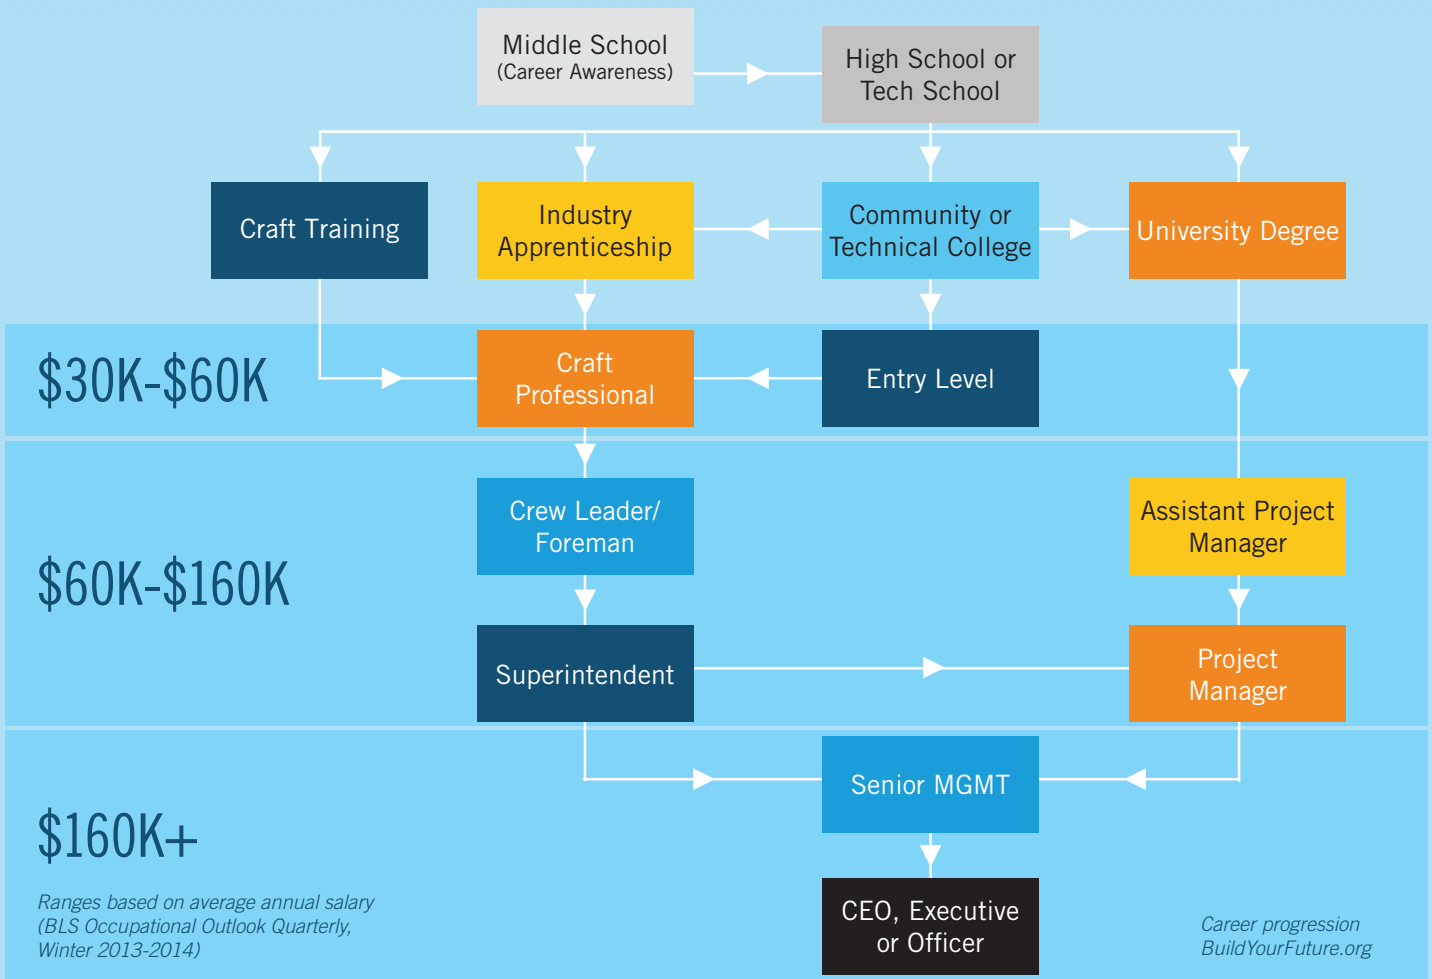 Middle School
(Career Awareness)
High School or
Tech School
Craft Training
Industry
Apprenticeship
Community or
Technical College
University Degree
$30K-$60K
Craft
Professional
Entry Level
$60K-$160K
Crew Leader/
Foreman
Assistant Project
Manager
Superintendent
Project
Manager
$160K+
Senior MGMT
CEO, Executive
or Officer
Ranges based on average annual salary
(BLS Occupational Outlook Quarterly,
Winter 2013-2014)
Career progression
BuildYourFuture.org